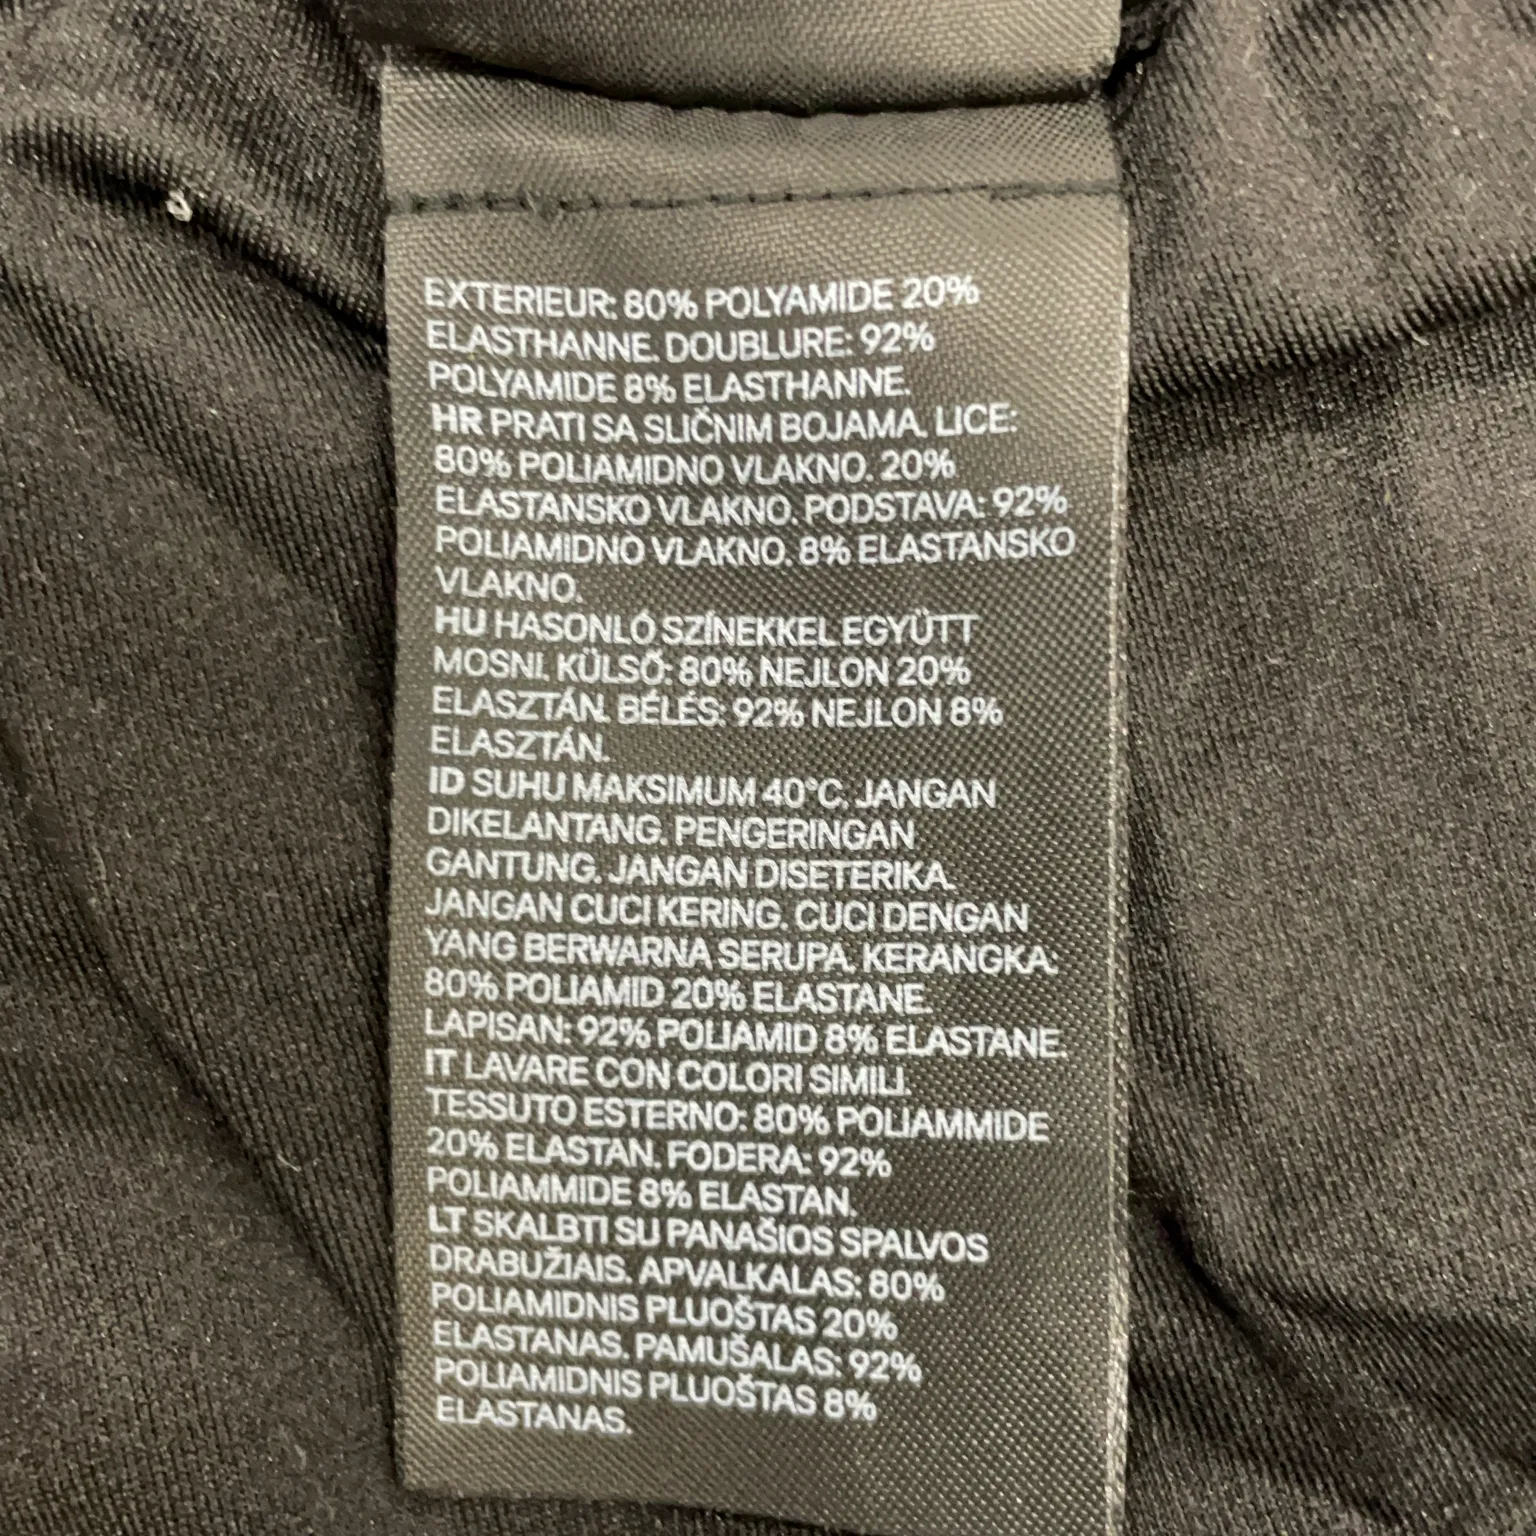 EXTERIEUR: 80% POLYAMIDE 20%
ELASTHANNE. DOUBLURE: 92%
POLYAMIDE 8% ELASTHANNE.
HR PRATI SA SLIČNIM BOJAMA. LICE:
80% POLIAMIDNO VLAKNO. 20%
ELASTANSKO VLAKNO. PODSTAVA: 92%
POLIAMIDNO VLAKNO. 8% ELASTANSKO
VLAKNO.
HU HASONLÓ SZÍNEKKEL EGYÜTT
MOSNI. KÜLSŐ: 80% NEJLON 20%
ELASZTÁN. BÉLÉS: 92% NEJLON 8%
ELASZTÁN.
ID SUHU MAKSIMUM 40°C. JANGAN
DIKELANTANG. PENGERINGAN
GANTUNG. JANGAN DISETERIKA.
JANGAN CUCI KERING. CUCI DENGAN
YANG BERWARNA SERUPA. KERANGKA:
80% POLIAMID 20% ELASTANE.
LAPISAN: 92% POLIAMID 8% ELASTANE.
IT LAVARE CON COLORI SIMILI.
TESSUTO ESTERNO: 80% POLIAMMIDE
20% ELASTAN. FODERA: 92%
POLIAMMIDE 8% ELASTAN.
LT SKALBTI SU PANAŠIOS SPALVOS
DRABUŽIAIS. APVALKALAS: 80%
POLIAMIDNIS PLUOŠTAS 20%
ELASTANAS. PAMUŠALAS: 92%
POLIAMIDNIS PLUOŠTAS 8%
ELASTANAS.